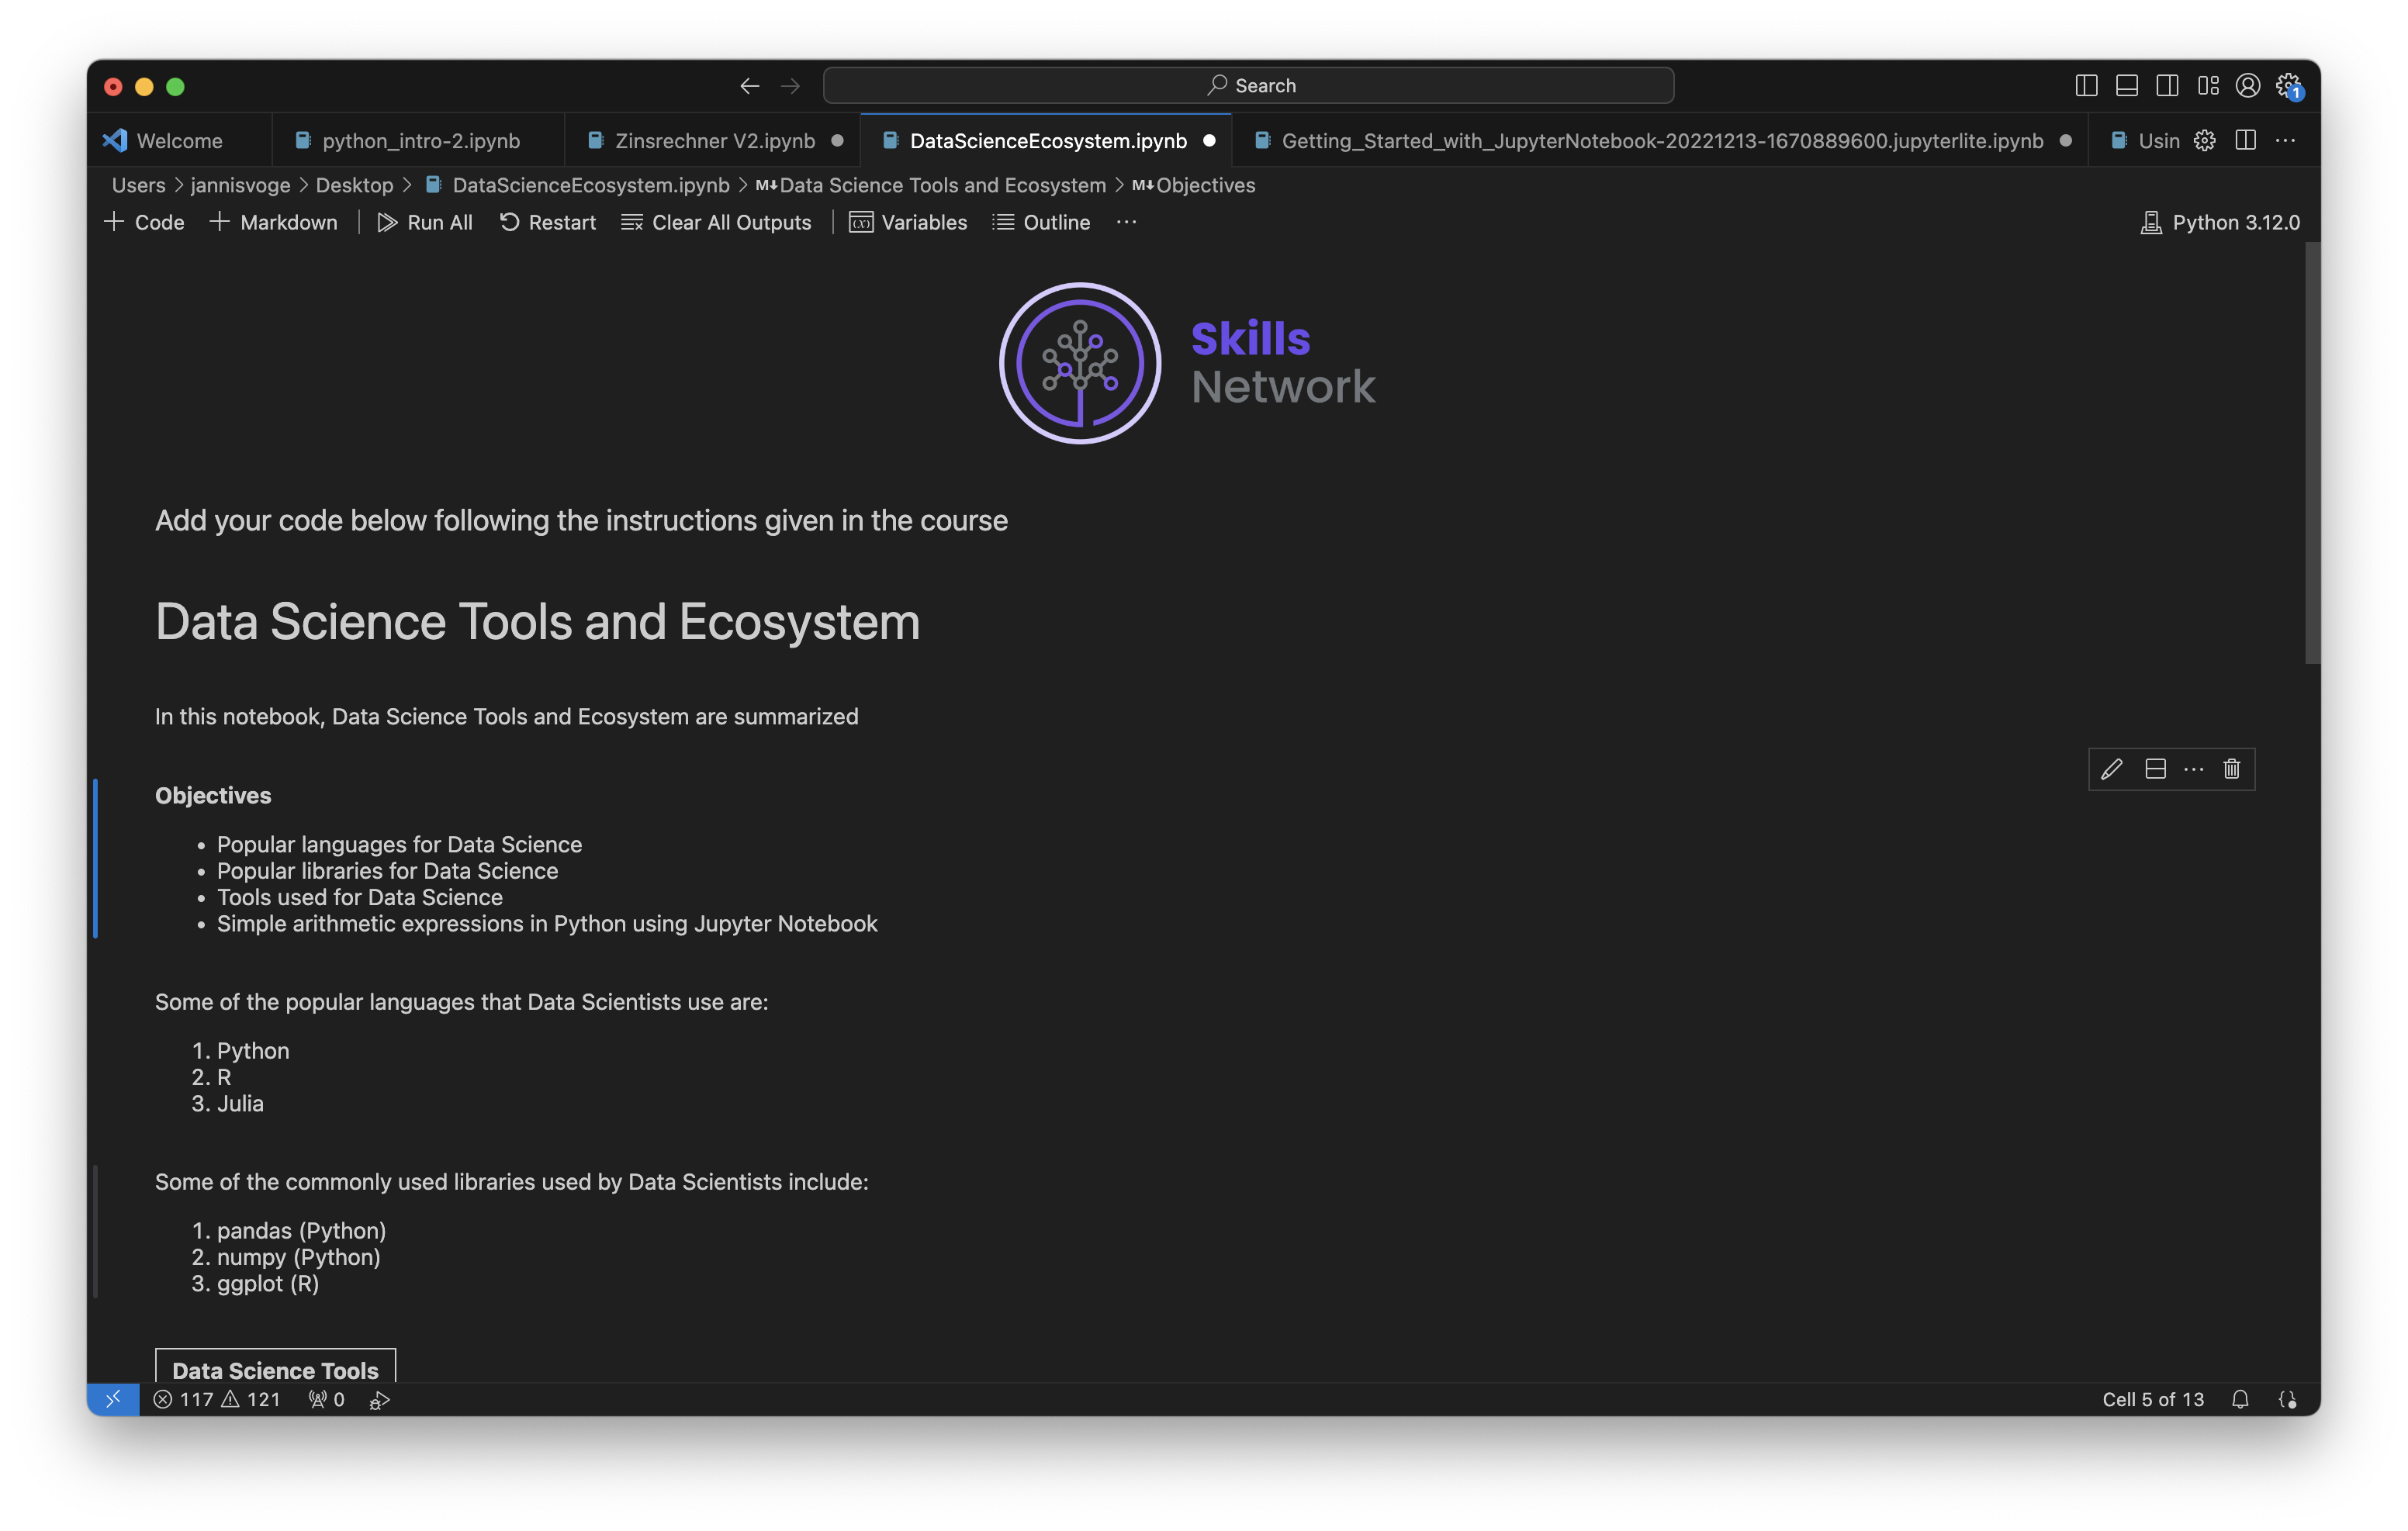 Search
1
Welcome
python_intro-2.ipynb
Zinsrechner V2.ipynb
DataScienceEcosystem.ipynb
Getting_Started_with_JupyterNotebook-20221213-1670889600.jupyterlite.ipynb
Usin
Users > jannisvoge > Desktop > DataScienceEcosystem.ipynb > M↓Data Science Tools and Ecosystem > M↓Objectives
Code Markdown Run All Restart Clear All Outputs (x) Variables Outline ··· Python 3.12.0
Skills
Network
Add your code below following the instructions given in the course
Data Science Tools and Ecosystem
In this notebook, Data Science Tools and Ecosystem are summarized
Objectives
• Popular languages for Data Science
• Popular libraries for Data Science
• Tools used for Data Science
• Simple arithmetic expressions in Python using Jupyter Notebook
Some of the popular languages that Data Scientists use are:
1. Python
2. R
3. Julia
Some of the commonly used libraries used by Data Scientists include:
1. pandas (Python)
2. numpy (Python)
3. ggplot (R)
Data Science Tools
117 121 0 Cell 5 of 13